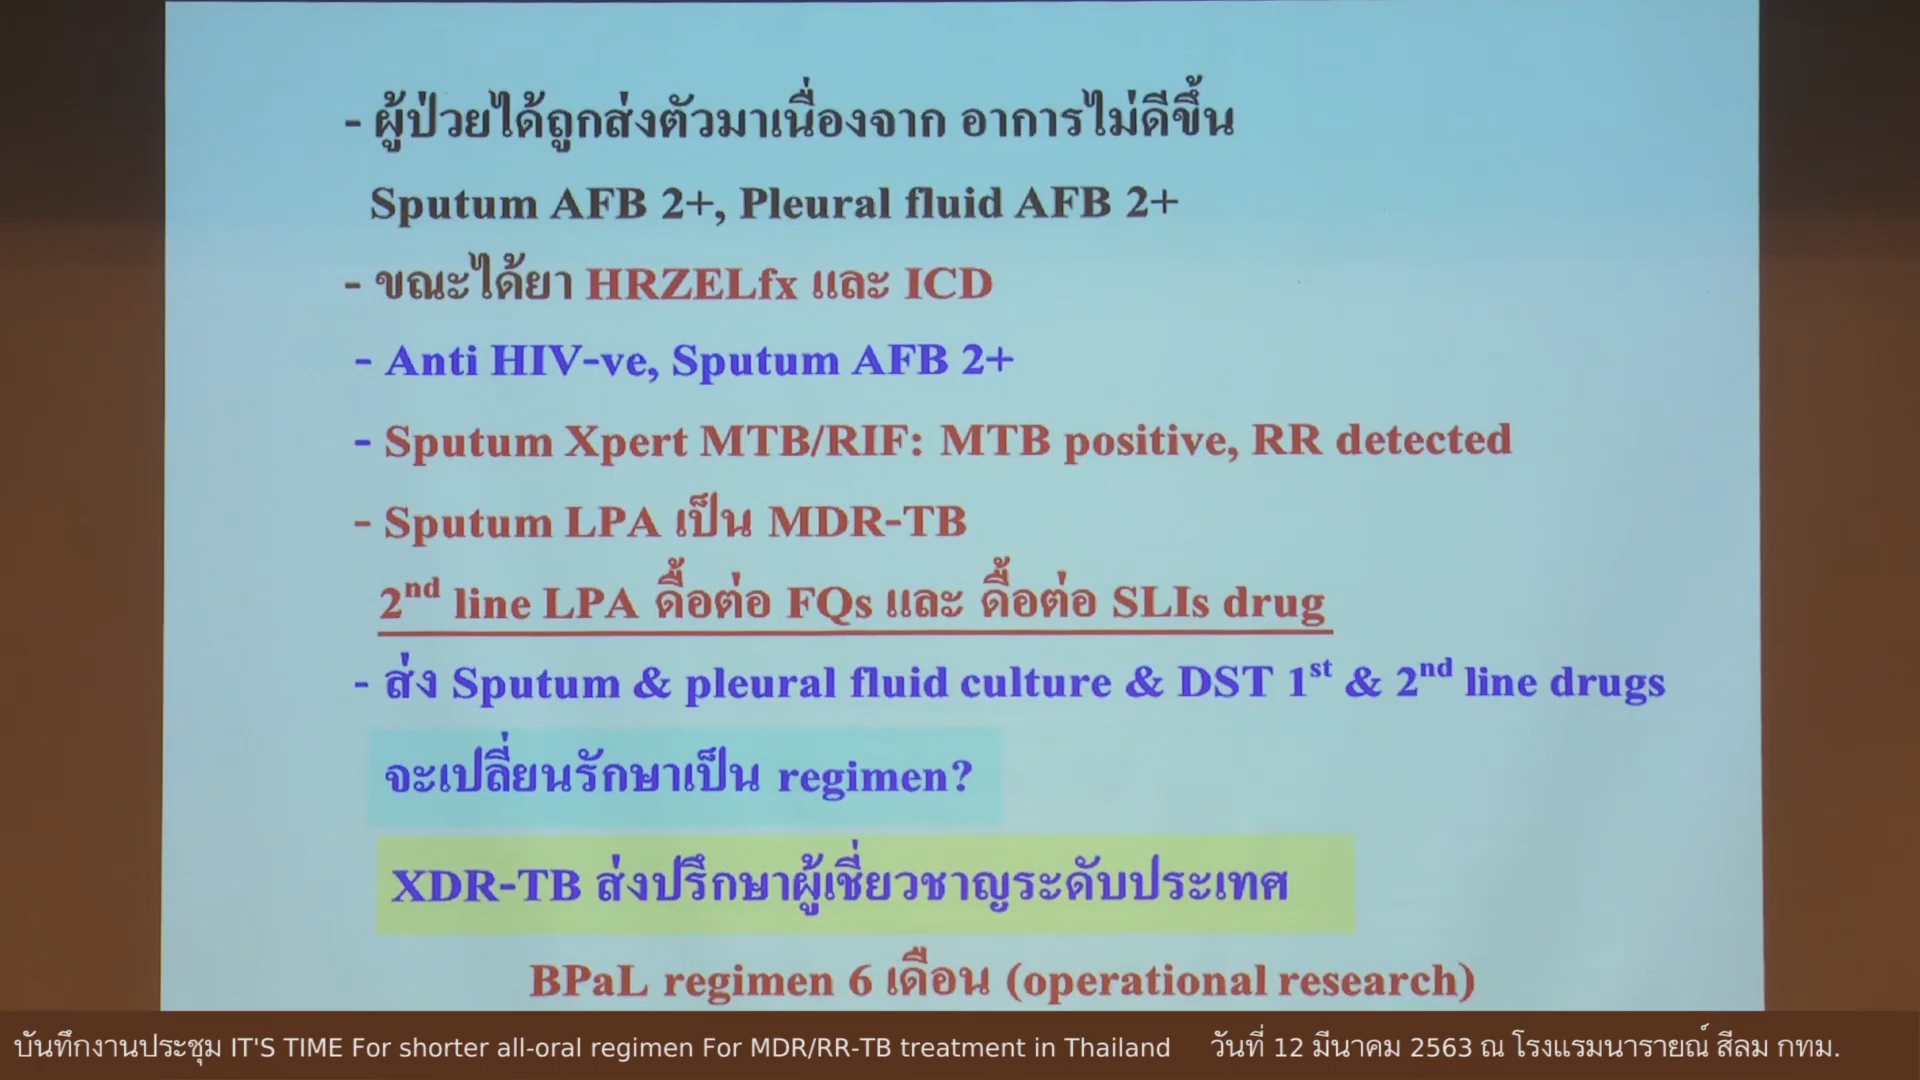 - ผู้ป่วยได้ถูกส่งตัวมาเนื่องจาก อาการไม่ดีขึ้น
Sputum AFB 2+, Pleural fluid AFB 2+
- ขณะได้ยา HRZELfx และ ICD
- Anti HIV-ve, Sputum AFB 2+
- Sputum Xpert MTB/RIF: MTB positive, RR detected
- Sputum LPA เป็น MDR-TB
2nd line LPA ดื้อต่อ FQs และ ดื้อต่อ SLIs drug
- ส่ง Sputum & pleural fluid culture & DST 1st & 2nd line drugs
จะเปลี่ยนรักษาเป็น regimen?
XDR-TB ส่งปรึกษาผู้เชี่ยวชาญระดับประเทศ
BPaL regimen 6 เดือน (operational research)
บันทึกงานประชุม IT'S TIME For shorter all-oral regimen For MDR/RR-TB treatment in Thailand วันที่ 12 มีนาคม 2563 ณ โรงแรมนารายณ์ สีลม กทม.